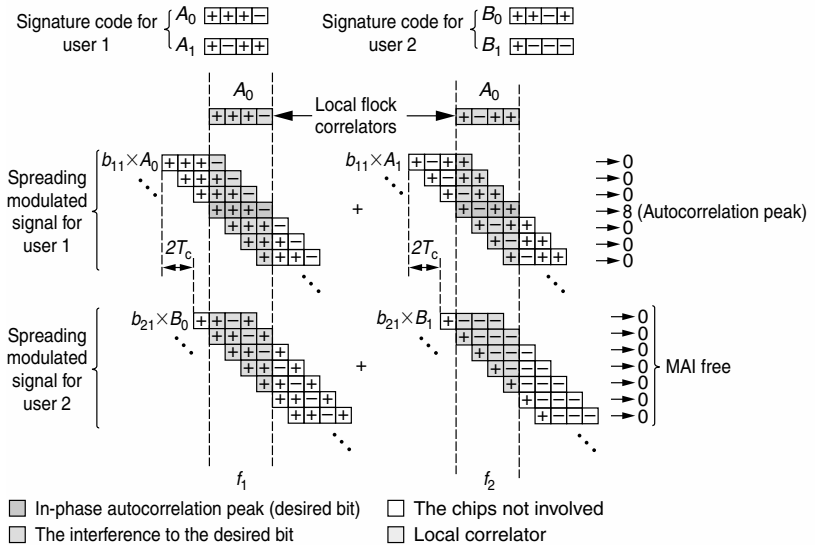 Signature code for user 1
A0 + + + −
A1 + − + +
Signature code for user 2
B0 + + − +
B1 + − − −
A0
+ + + −
Local flock correlators
A0
+ − + +
Spreading modulated signal for user 1
b11×A0
+ + + −
+ + + −
+ + + −
+ + + −
+ + + −
+ + + −
+ + + −
2Tc
+
b11×A1
+ − + +
+ − + +
+ − + +
+ − + +
+ − + +
+ − + +
+ − + +
2Tc
→0
→0
→0
→8 (Autocorrelation peak)
→0
→0
→0
Spreading modulated signal for user 2
b21×B0
+ + − +
+ + − +
+ + − +
+ + − +
+ + − +
+ + − +
+ + − +
+
b21×B1
+ − − −
+ − − −
+ − − −
+ − − −
+ − − −
+ − − −
+ − − −
→0
→0
→0
→0
→0
→0
→0
MAI free
f1
f2
In-phase autocorrelation peak (desired bit)
The chips not involved
The interference to the desired bit
Local correlator